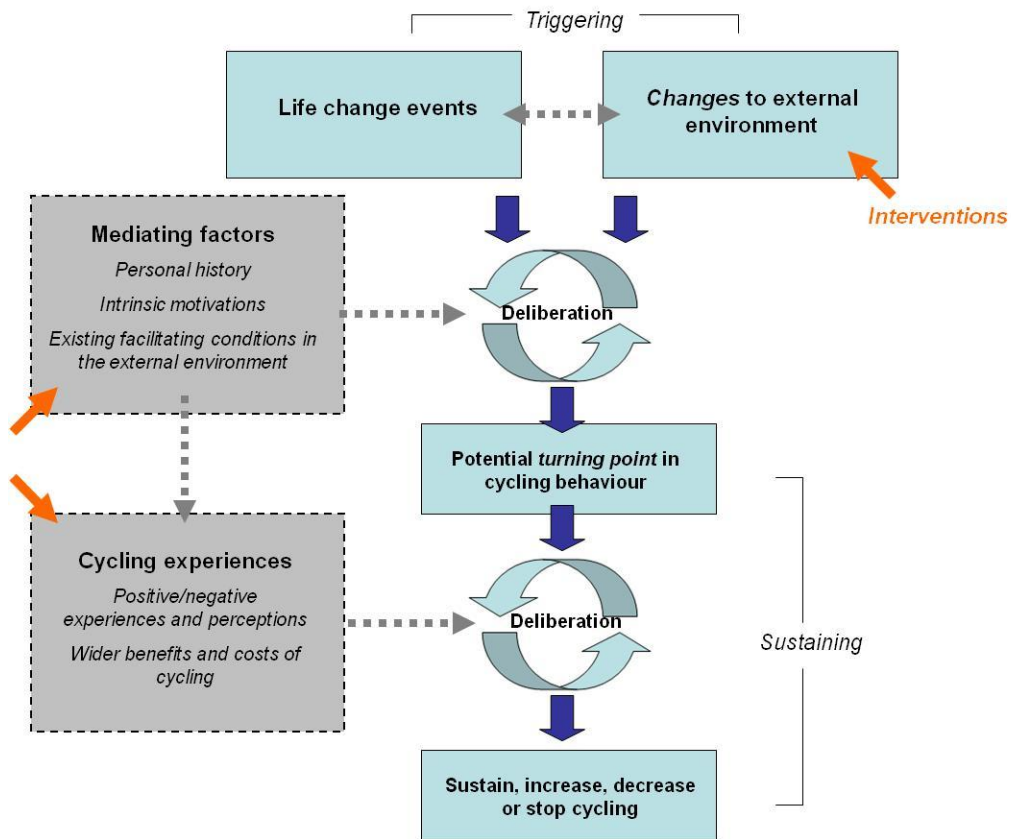 Triggering
Life change events
Changes to external
environment
Interventions
Mediating factors
Personal history
Intrinsic motivations
Existing facilitating conditions in
the external environment
Deliberation
Potential turning point in
cycling behaviour
Cycling experiences
Positive/negative
experiences and perceptions
Wider benefits and costs of
cycling
Deliberation
Sustaining
Sustain, increase, decrease
or stop cycling